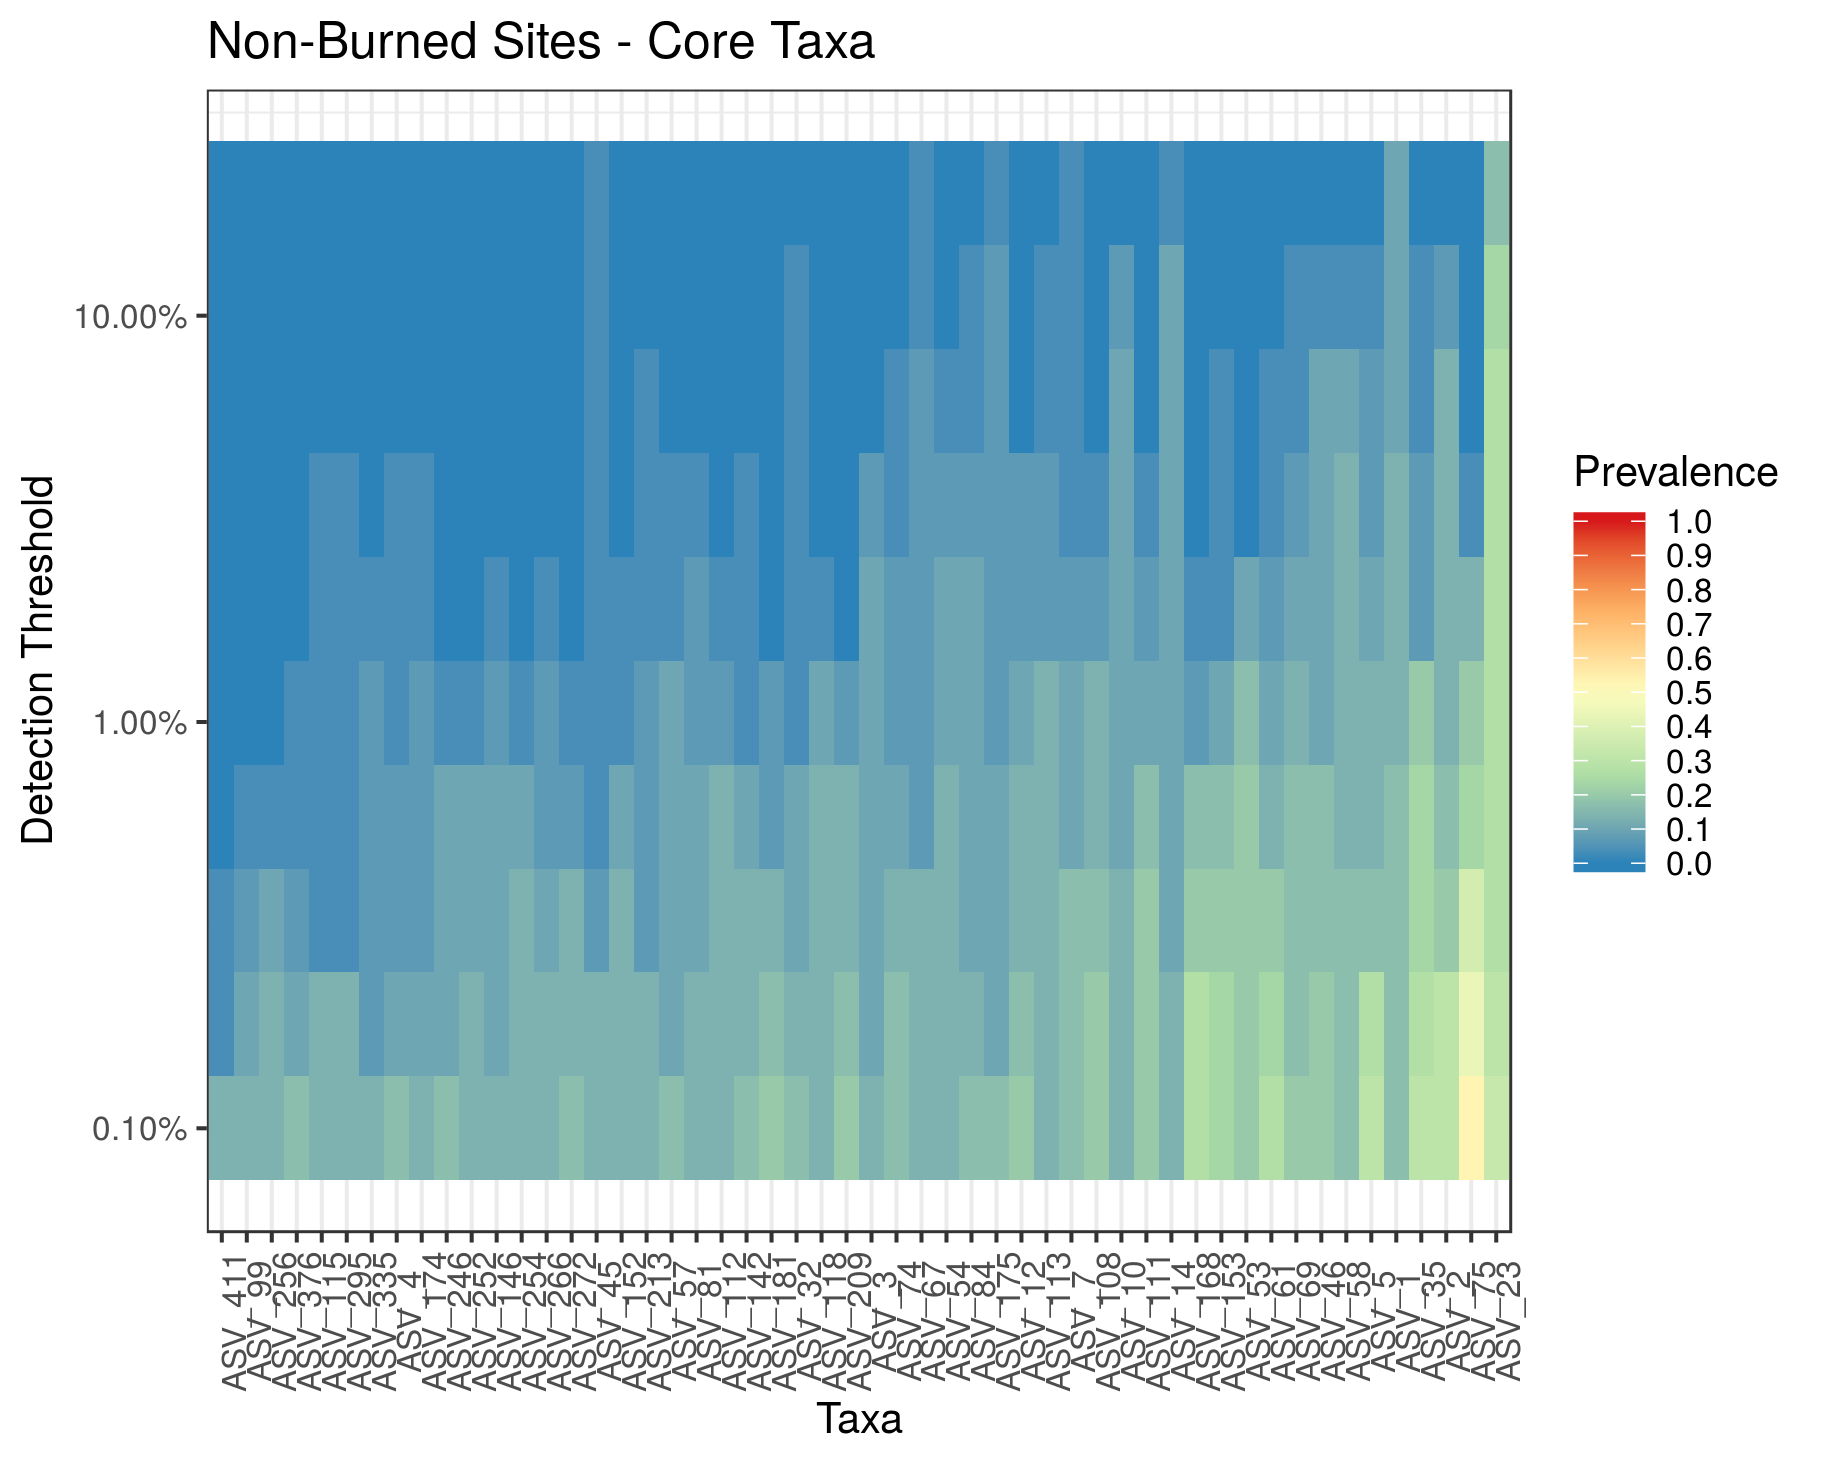 Non-Burned Sites - Core Taxa
Detection Threshold
10.00%
1.00%
0.10%
ASV_411
ASV_99
ASV_256
ASV_376
ASV_115
ASV_295
ASV_335
ASV_4
ASV_174
ASV_246
ASV_252
ASV_146
ASV_254
ASV_266
ASV_272
ASV_45
ASV_152
ASV_213
ASV_57
ASV_81
ASV_112
ASV_142
ASV_181
ASV_32
ASV_118
ASV_209
ASV_3
ASV_74
ASV_67
ASV_54
ASV_84
ASV_175
ASV_12
ASV_113
ASV_7
ASV_108
ASV_10
ASV_111
ASV_14
ASV_168
ASV_153
ASV_53
ASV_61
ASV_69
ASV_46
ASV_58
ASV_5
ASV_1
ASV_35
ASV_2
ASV_75
ASV_23
Taxa
Prevalence
1.0
0.9
0.8
0.7
0.6
0.5
0.4
0.3
0.2
0.1
0.0